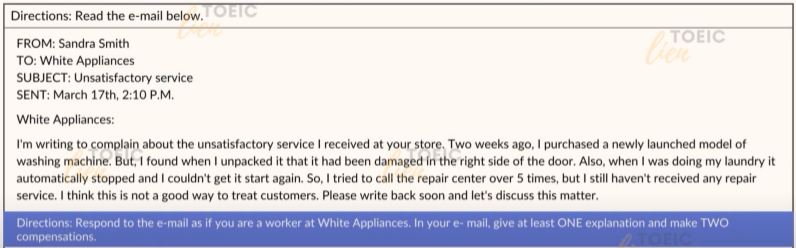 Directions: Read the e-mail below.
TOEIC
lien
TOEIC
lien
FROM: Sandra Smith
TO: White Appliances
SUBJECT: Unsatisfactory service
SENT: March 17th, 2:10 P.M.
White Appliances:
I'm writing to complain about the unsatisfactory service I received at your store. Two weeks ago, I purchased a newly launched model of
washing machine. But, I found when I unpacked it that it had been damaged in the right side of the door. Also, when I was doing my laundry it
automatically stopped and I couldn't get it start again. So, I tried to call the repair center over 5 times, but I still haven't received any repair
service. I think this is not a good way to treat customers. Please write back soon and let's discuss this matter.
TOEIC
TOEIC
Directions: Respond to the e-mail as if you are a worker at White Appliances. In your e- mail, give at least ONE explanation and make TWO
compensations.
TOEIC